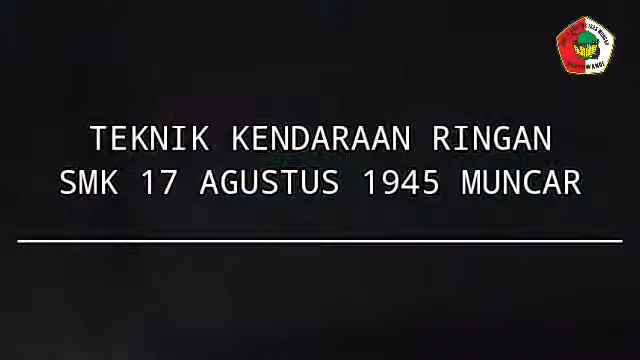 TEKNIK KENDARAAN RINGAN
SMK 17 AGUSTUS 1945 MUNCAR